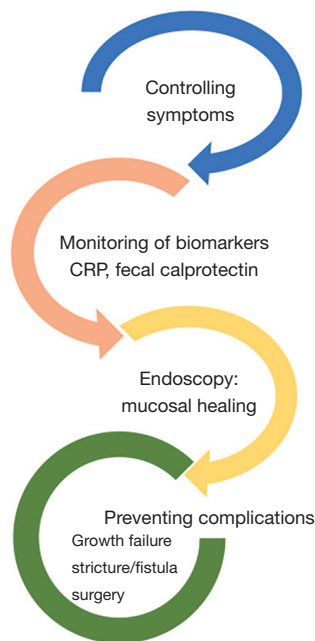 Controlling
symptoms
Monitoring of biomarkers
CRP, fecal calprotectin
Endoscopy:
mucosal healing
Preventing complications
Growth failure
stricture/fistula
surgery